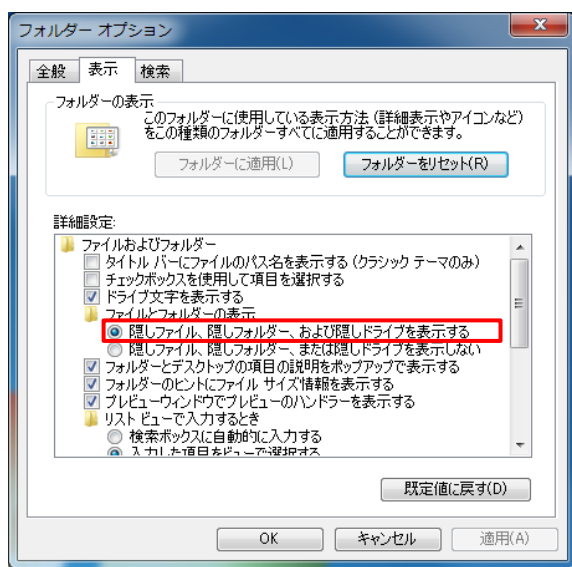 フォルダー オプション
全般
表示
検索
フォルダーの表示
このフォルダーに使用している表示方法（詳細表示やアイコンなど）
をこの種類のフォルダーすべてに適用することができます。
フォルダーに適用(L)
フォルダーをリセット(R)
詳細設定:
ファイルおよびフォルダー
タイトル バーにファイルのパス名を表示する (クラシック テーマのみ)
チェックボックスを使用して項目を選択する
ドライブ文字を表示する
ファイルとフォルダーの表示
隠しファイル、隠しフォルダー、および隠しドライブを表示する
隠しファイル、隠しフォルダー、または隠しドライブを表示しない
フォルダーとデスクトップの項目の説明をポップアップで表示する
フォルダーのヒントにファイル サイズ情報を表示する
プレビューウィンドウでプレビューのハンドラーを表示する
リスト ビューで入力するとき
検索ボックスに自動的に入力する
入力した項目をビューで選択する
既定値に戻す(D)
OK
キャンセル
適用(A)